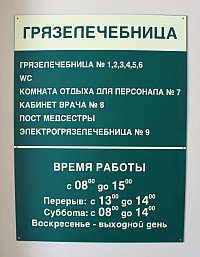 ГРЯЗЕЛЕЧЕБНИЦА
ГРЯЗЕЛЕЧЕБНИЦА № 1,2,3,4,5,6
WC
КОМНАТА ОТДЫХА ДЛЯ ПЕРСОНАЛА № 7
КАБИНЕТ ВРАЧА № 8
ПОСТ МЕДСЕСТРЫ
ЭЛЕКТРОГРЯЗЕЛЕЧЕБНИЦА № 9
ВРЕМЯ РАБОТЫ
с 08⁰⁰ до 15⁰⁰
Перерыв: с 13⁰⁰ до 14⁰⁰
Суббота: с 08⁰⁰ до 14⁰⁰
Воскресенье - выходной день